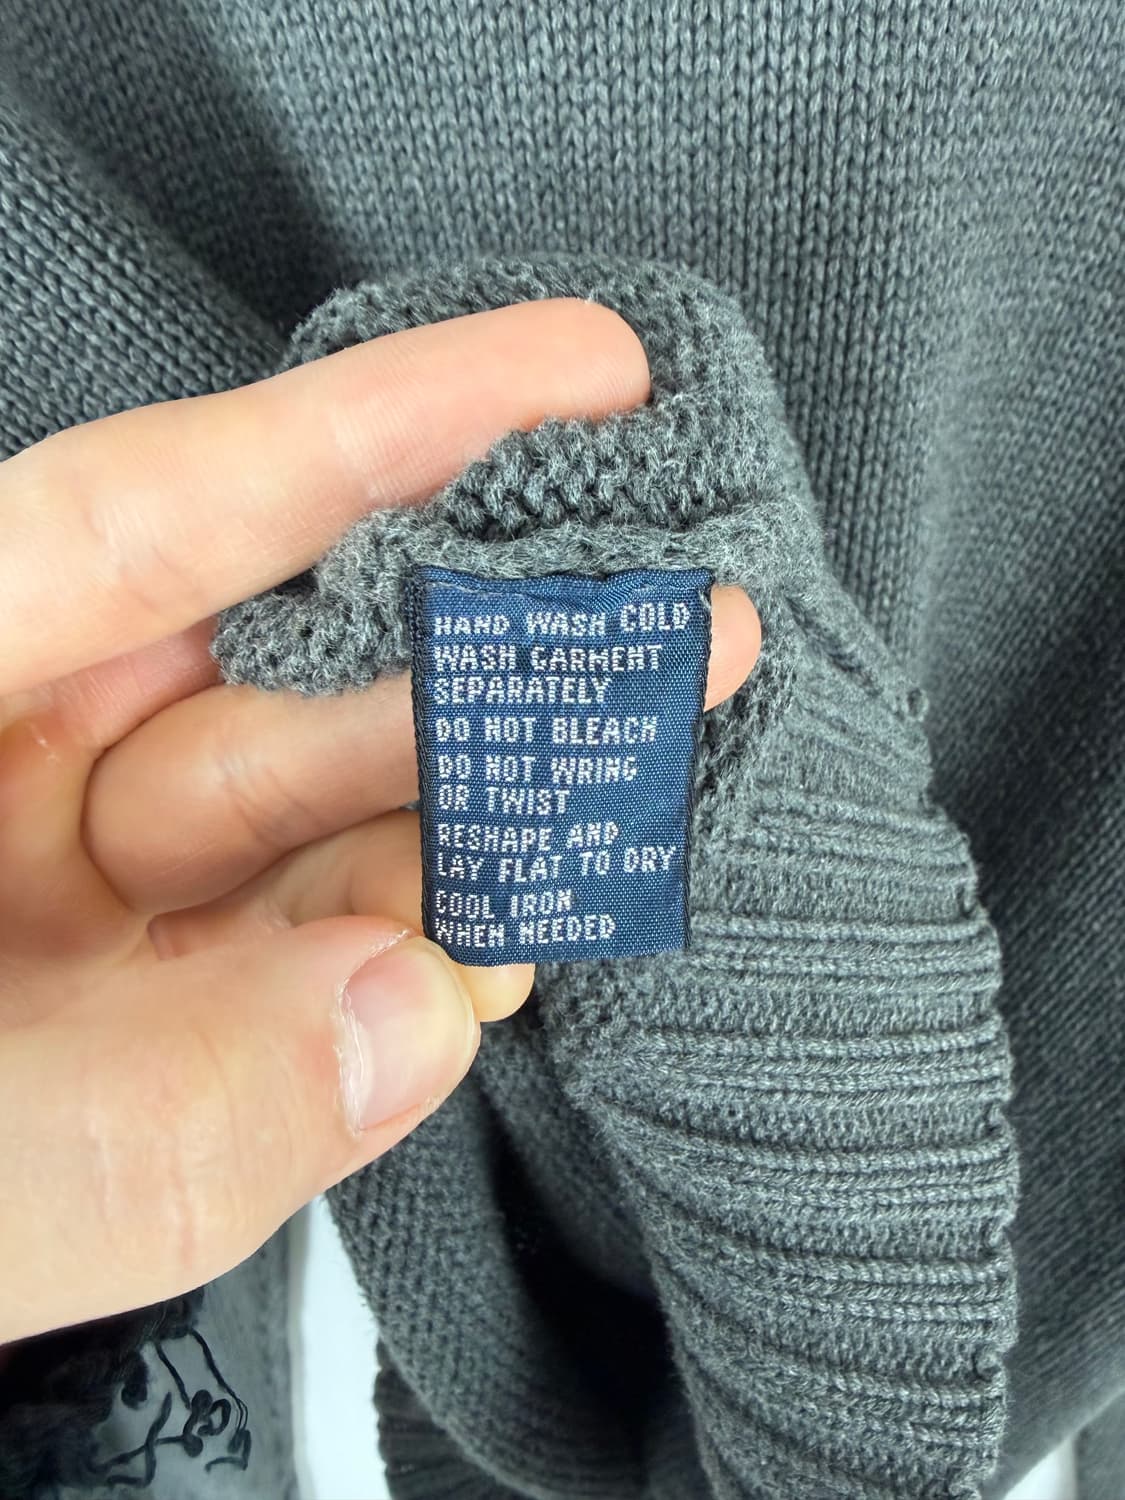 HAND WASH COLD
WASH GARMENT
SEPARATELY
DO NOT BLEACH
DO NOT WRING
OR TWIST
RESHAPE AND
LAY FLAT TO DRY
COOL IRON
WHEN NEEDED